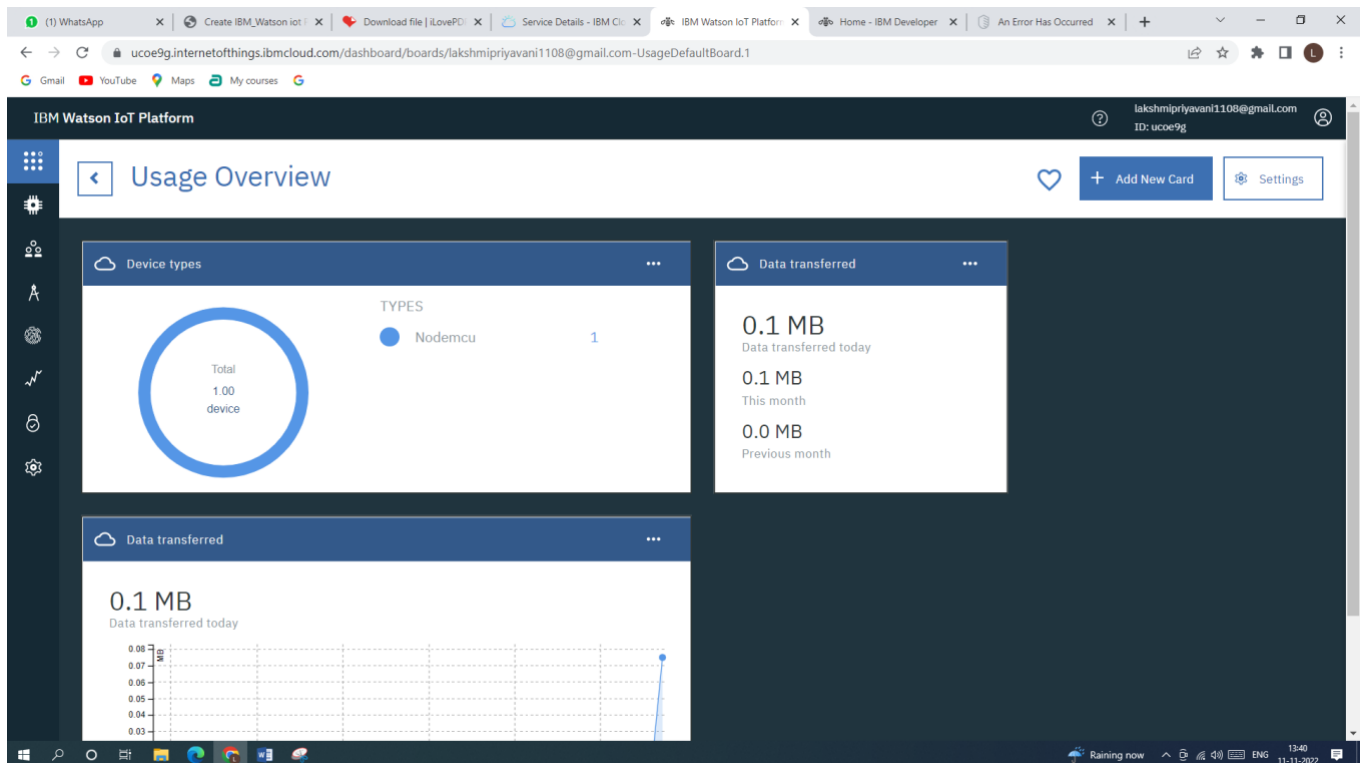 (1) WhatsApp
Create IBM_Watson iot P
Download file | iLovePD
Service Details - IBM Clo
IBM Watson IoT Platform
Home - IBM Developer
An Error Has Occurred
ucoe9g.internetofthings.ibmcloud.com/dashboard/boards/lakshmipriyavani1108@gmail.com-UsageDefaultBoard.1
L
Gmail
YouTube
Maps
My courses
IBM Watson IoT Platform
lakshmipriyavani1108@gmail.com
ID: ucoe9g
Usage Overview
Add New Card
Settings
Device types
TYPES
Nodemcu 1
Total
1.00
device
Data transferred
0.1 MB
Data transferred today
0.1 MB
This month
0.0 MB
Previous month
Data transferred
0.1 MB
Data transferred today
MB
0.08
0.07
0.06
0.05
0.04
0.03
Raining now
ENG
13:40
11-11-2022